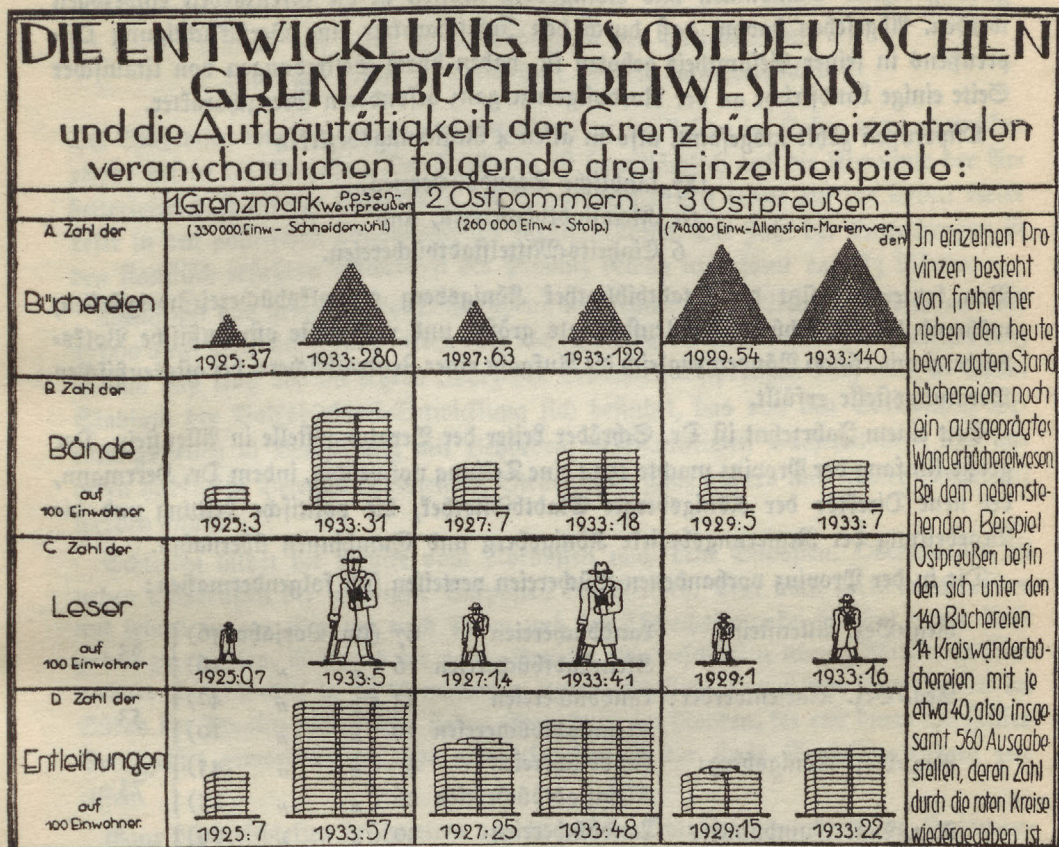 DIE ENTWICKLUNG DES OSTDEUTSCHEN
GRENZBÜCHEREIWESENS
und die Aufbautätigkeit der Grenzbüchereizentralen
veranschaulichen folgende drei Einzelbeispiele:
1 Grenzmark Posen-Westpreußen
2 Ostpommern.
3 Ostpreußen
A. Zahl der
Büchereien
(330 000. Einw. - Schneidemühl.)
(260 000 Einw - Stolp.)
(740.000. Einw.-Allenstein-Marienwerden)
1925:37
1933:280
1927:63
1933:122
1929:54
1933:140
B. Zahl der
Bände
auf
100 Einwohner
1925:3
1933:31
1927:7
1933:18
1929:5
1933:7
C. Zahl der
Leser
auf
100 Einwohner
1925:0,7
1933:5
1927:1,4
1933:4,1
1929:1
1933:1,6
D. Zahl der
Entleihungen
auf
100 Einwohner.
1925:7
1933:57
1927:25
1933:48
1929:15
1933:22
In einzelnen Pro
vinzen besteht
von früher her
neben den heute
bevorzugten Stand
büchereien noch
ein ausgeprägtes
Wanderbüchereiwesen
Bei dem nebenste-
henden Beispiel
Ostpreußen befin
den sich unter den
140 Büchereien
14 Kreiswanderbü-
chereien mit je
etwa 40, also insge-
samt 560 Ausgabe
stellen, deren Zahl
durch die roten Kreise
wiedergegeben ist.